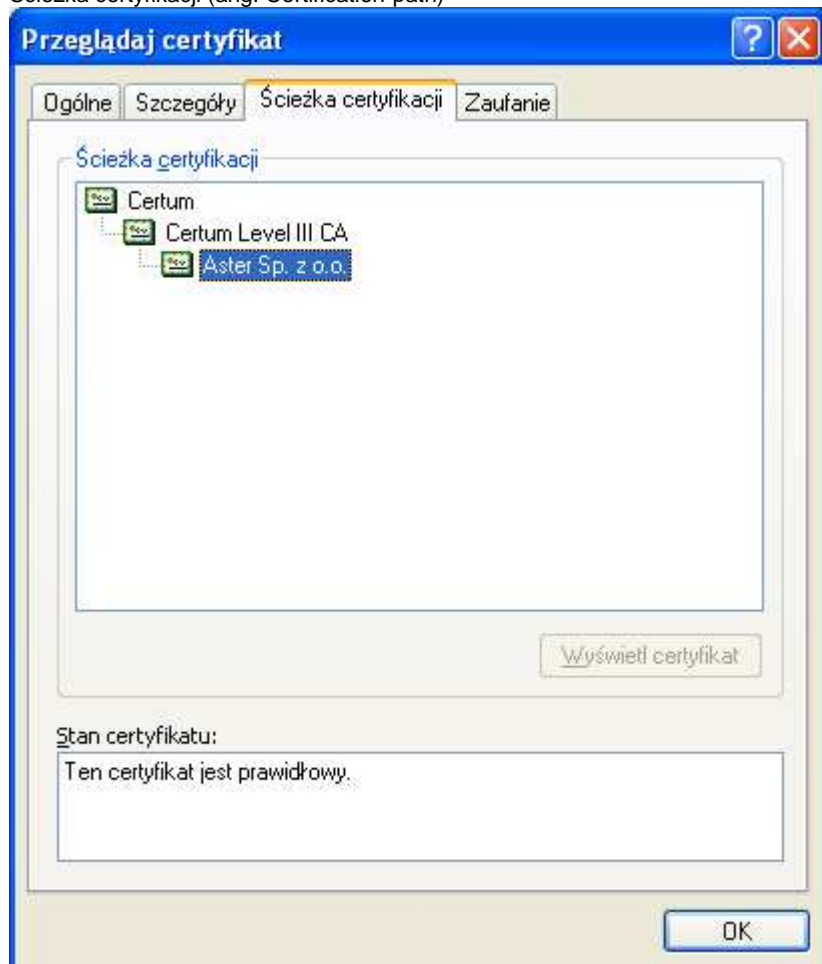 Ścieżka certyfikacji (ang. Certification path)
Przeglądaj certyfikat
Ogólne Szczegóły Ścieżka certyfikacji Zaufanie
Ścieżka certyfikacji
Certum
Certum Level III CA
Aster Sp. z o.o.
Wyświetl certyfikat
Stan certyfikatu:
Ten certyfikat jest prawidłowy.
OK